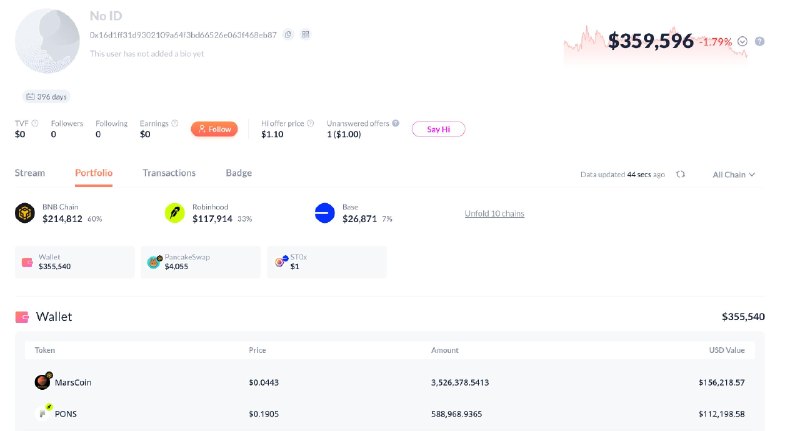 No ID
0x16d1ff31d9302109a64f3bd66526e063f468eb87
This user has not added a bio yet
$359,596 -1.79%
396 days
TVF Followers Following Earnings Hi offer price Unanswered offers
$0 0 0 $0 Follow $1.10 1 ($1.00) Say Hi
Stream Portfolio Transactions Badge Data updated 44 secs ago All Chain
BNB Chain Robinhood Base
$214,812 60% $117,914 33% $26,871 7% Unfold 10 chains
Wallet PancakeSwap STOx
$355,540 $4,055 $1
Wallet $355,540
Token Price Amount USD Value
MarsCoin $0.0443 3,526,378.5413 $156,218.57
PONS $0.1905 588,968.9365 $112,198.58